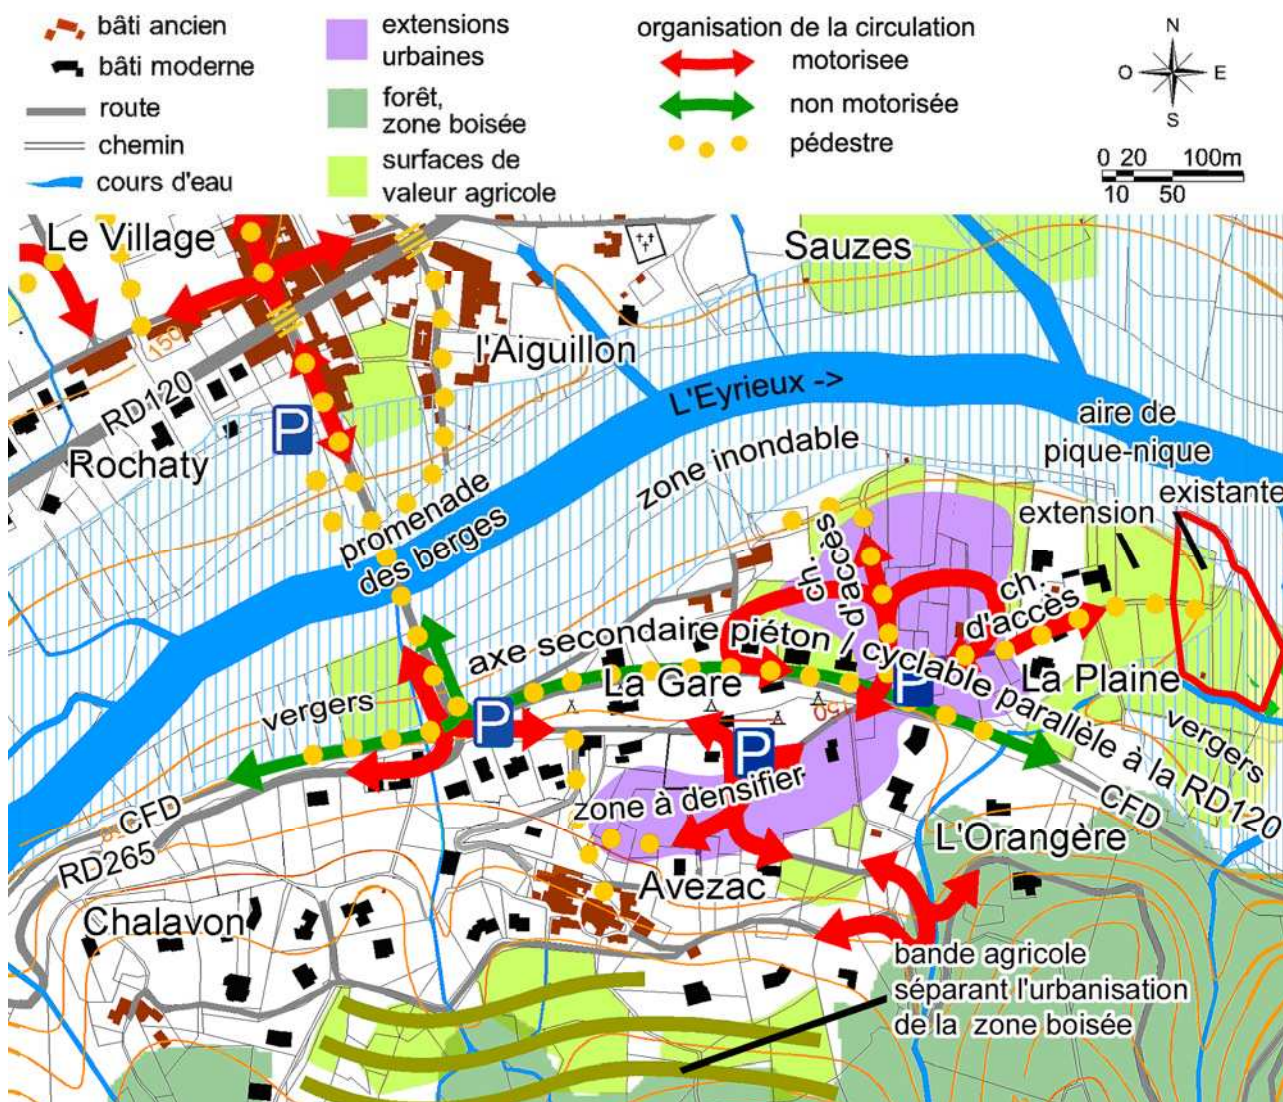 bâti ancien
bâti moderne
route
chemin
cours d'eau
extensions
urbaines
forêt,
zone boisée
surfaces de
valeur agricole
organisation de la circulation
motorisee
non motorisée
pédestre
N
O
E
S
0 20 100m
10 50
Le Village
Sauzes
150
l'Aiguillon
RD120
L'Eyrieux ->
P
Rochaty
aire de
pique-nique
zone inondable
existante
extension
promenade
des berges
ch.
d'accès
ch.
d'accès
axe secondaire piéton / cyclable parallèle à la RD120
La Gare
La Plaine
vergers
P
P
150
P
vergers
zone à densifier
CFD
CFD
RD265
L'Orangère
Avezac
Chalavon
bande agricole
séparant l'urbanisation
de la zone boisée